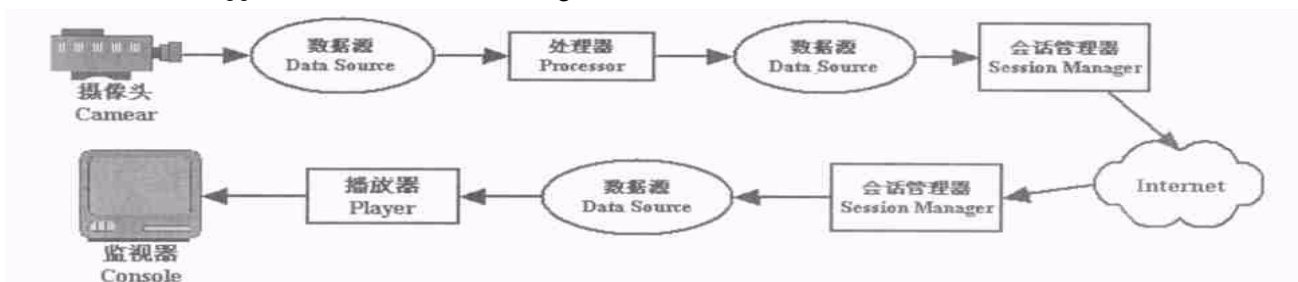 数据源
Data Source
处理器
Processor
数据源
Data Source
会话管理器
Session Manager
摄像头
Camear
Internet
会话管理器
Session Manager
数据源
Data Source
播放器
Player
监视器
Console